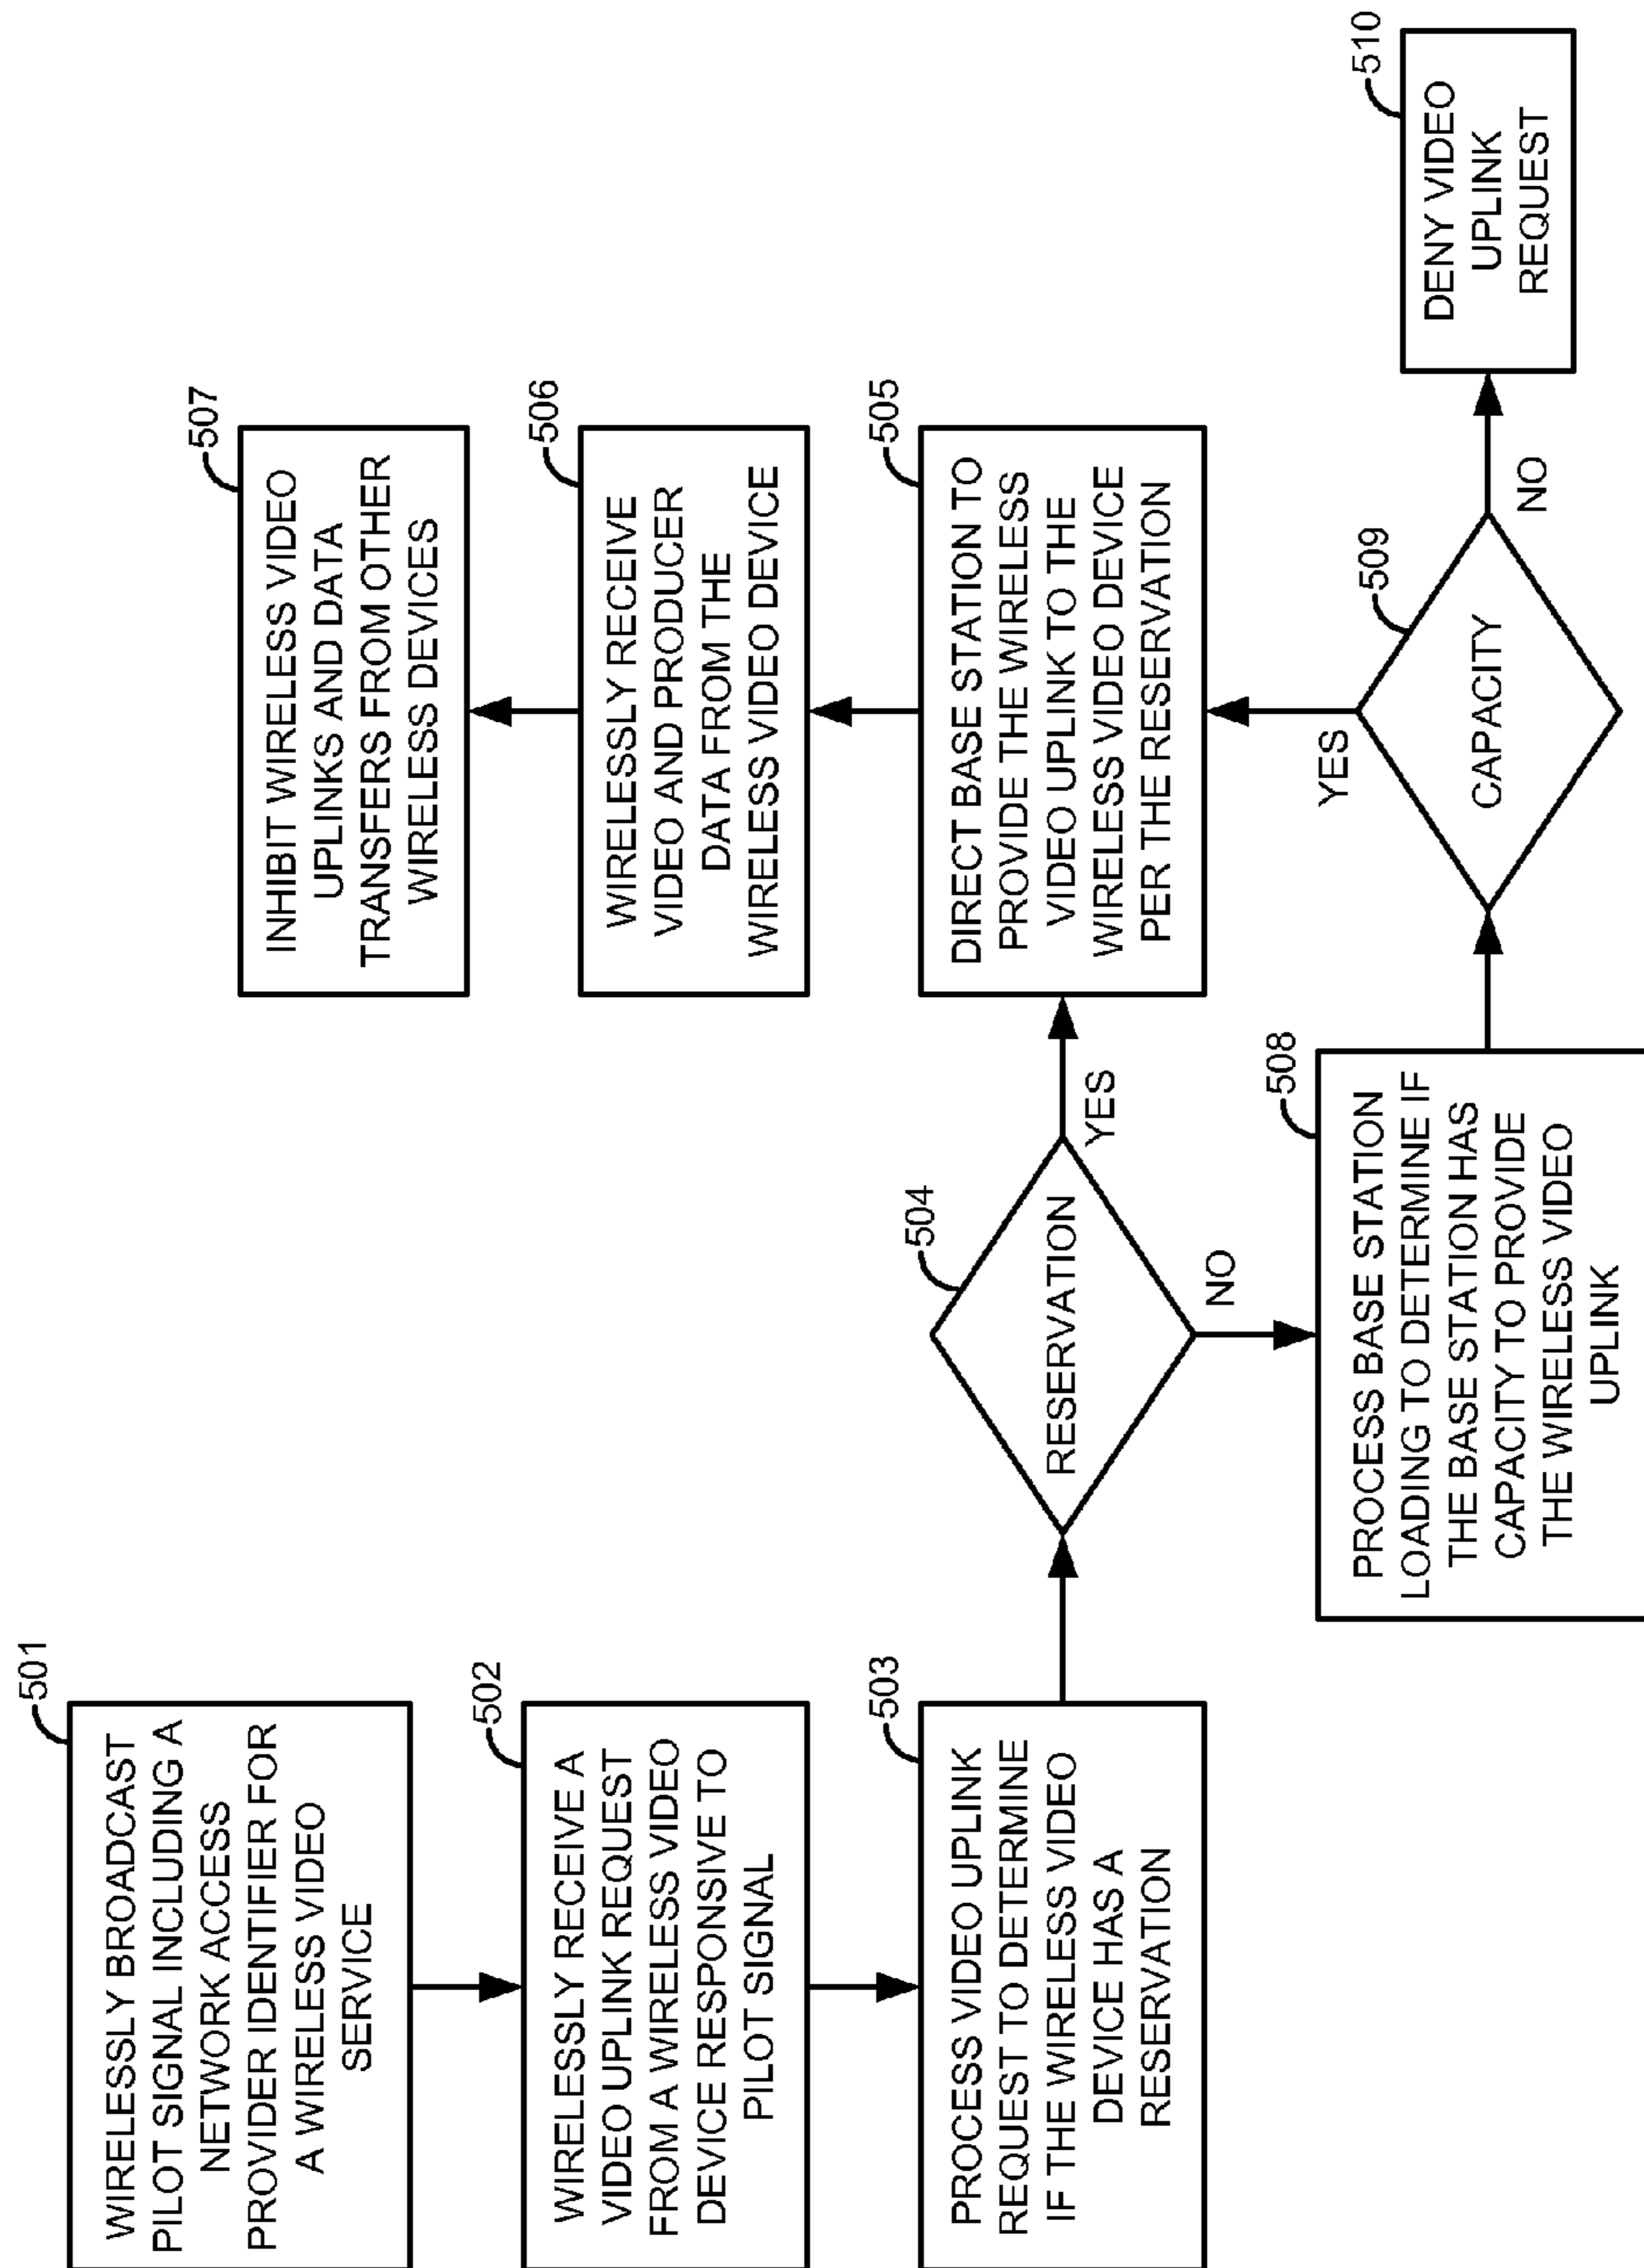 501
WIRELESSLY BROADCAST
PILOT SIGNAL INCLUDING A
NETWORK ACCESS
PROVIDER IDENTIFIER FOR
A WIRELESS VIDEO
SERVICE
502
WIRELESSLY RECEIVE A
VIDEO UPLINK REQUEST
FROM A WIRELESS VIDEO
DEVICE RESPONSIVE TO
PILOT SIGNAL
503
PROCESS VIDEO UPLINK
REQUEST TO DETERMINE
IF THE WIRELESS VIDEO
DEVICE HAS A
RESERVATION
504
RESERVATION
YES
NO
505
DIRECT BASE STATION TO
PROVIDE THE WIRELESS
VIDEO UPLINK TO THE
WIRELESS VIDEO DEVICE
PER THE RESERVATION
506
WIRELESSLY RECEIVE
VIDEO AND PRODUCER
DATA FROM THE
WIRELESS VIDEO DEVICE
507
INHIBIT WIRELESS VIDEO
UPLINKS AND DATA
TRANSFERS FROM OTHER
WIRELESS DEVICES
508
PROCESS BASE STATION
LOADING TO DETERMINE IF
THE BASE STATION HAS
CAPACITY TO PROVIDE
THE WIRELESS VIDEO
UPLINK
509
CAPACITY
YES
NO
510
DENY VIDEO
UPLINK
REQUEST